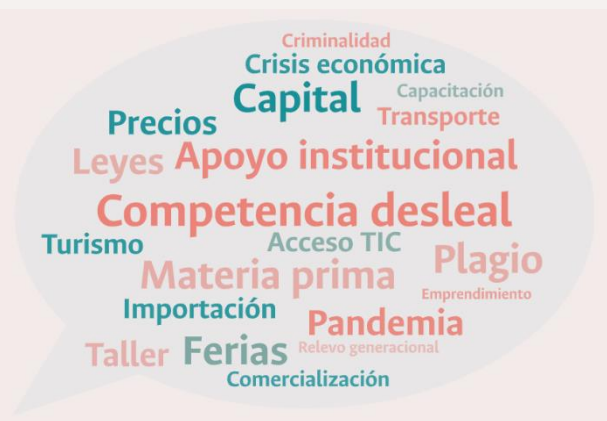 Criminalidad
Crisis económica
Capital
Capacitación
Precios
Transporte
Leyes
Apoyo institucional
Competencia desleal
Turismo
Acceso TIC
Plagio
Materia prima
Emprendimiento
Importación
Pandemia
Taller
Ferias
Relevo generacional
Comercialización